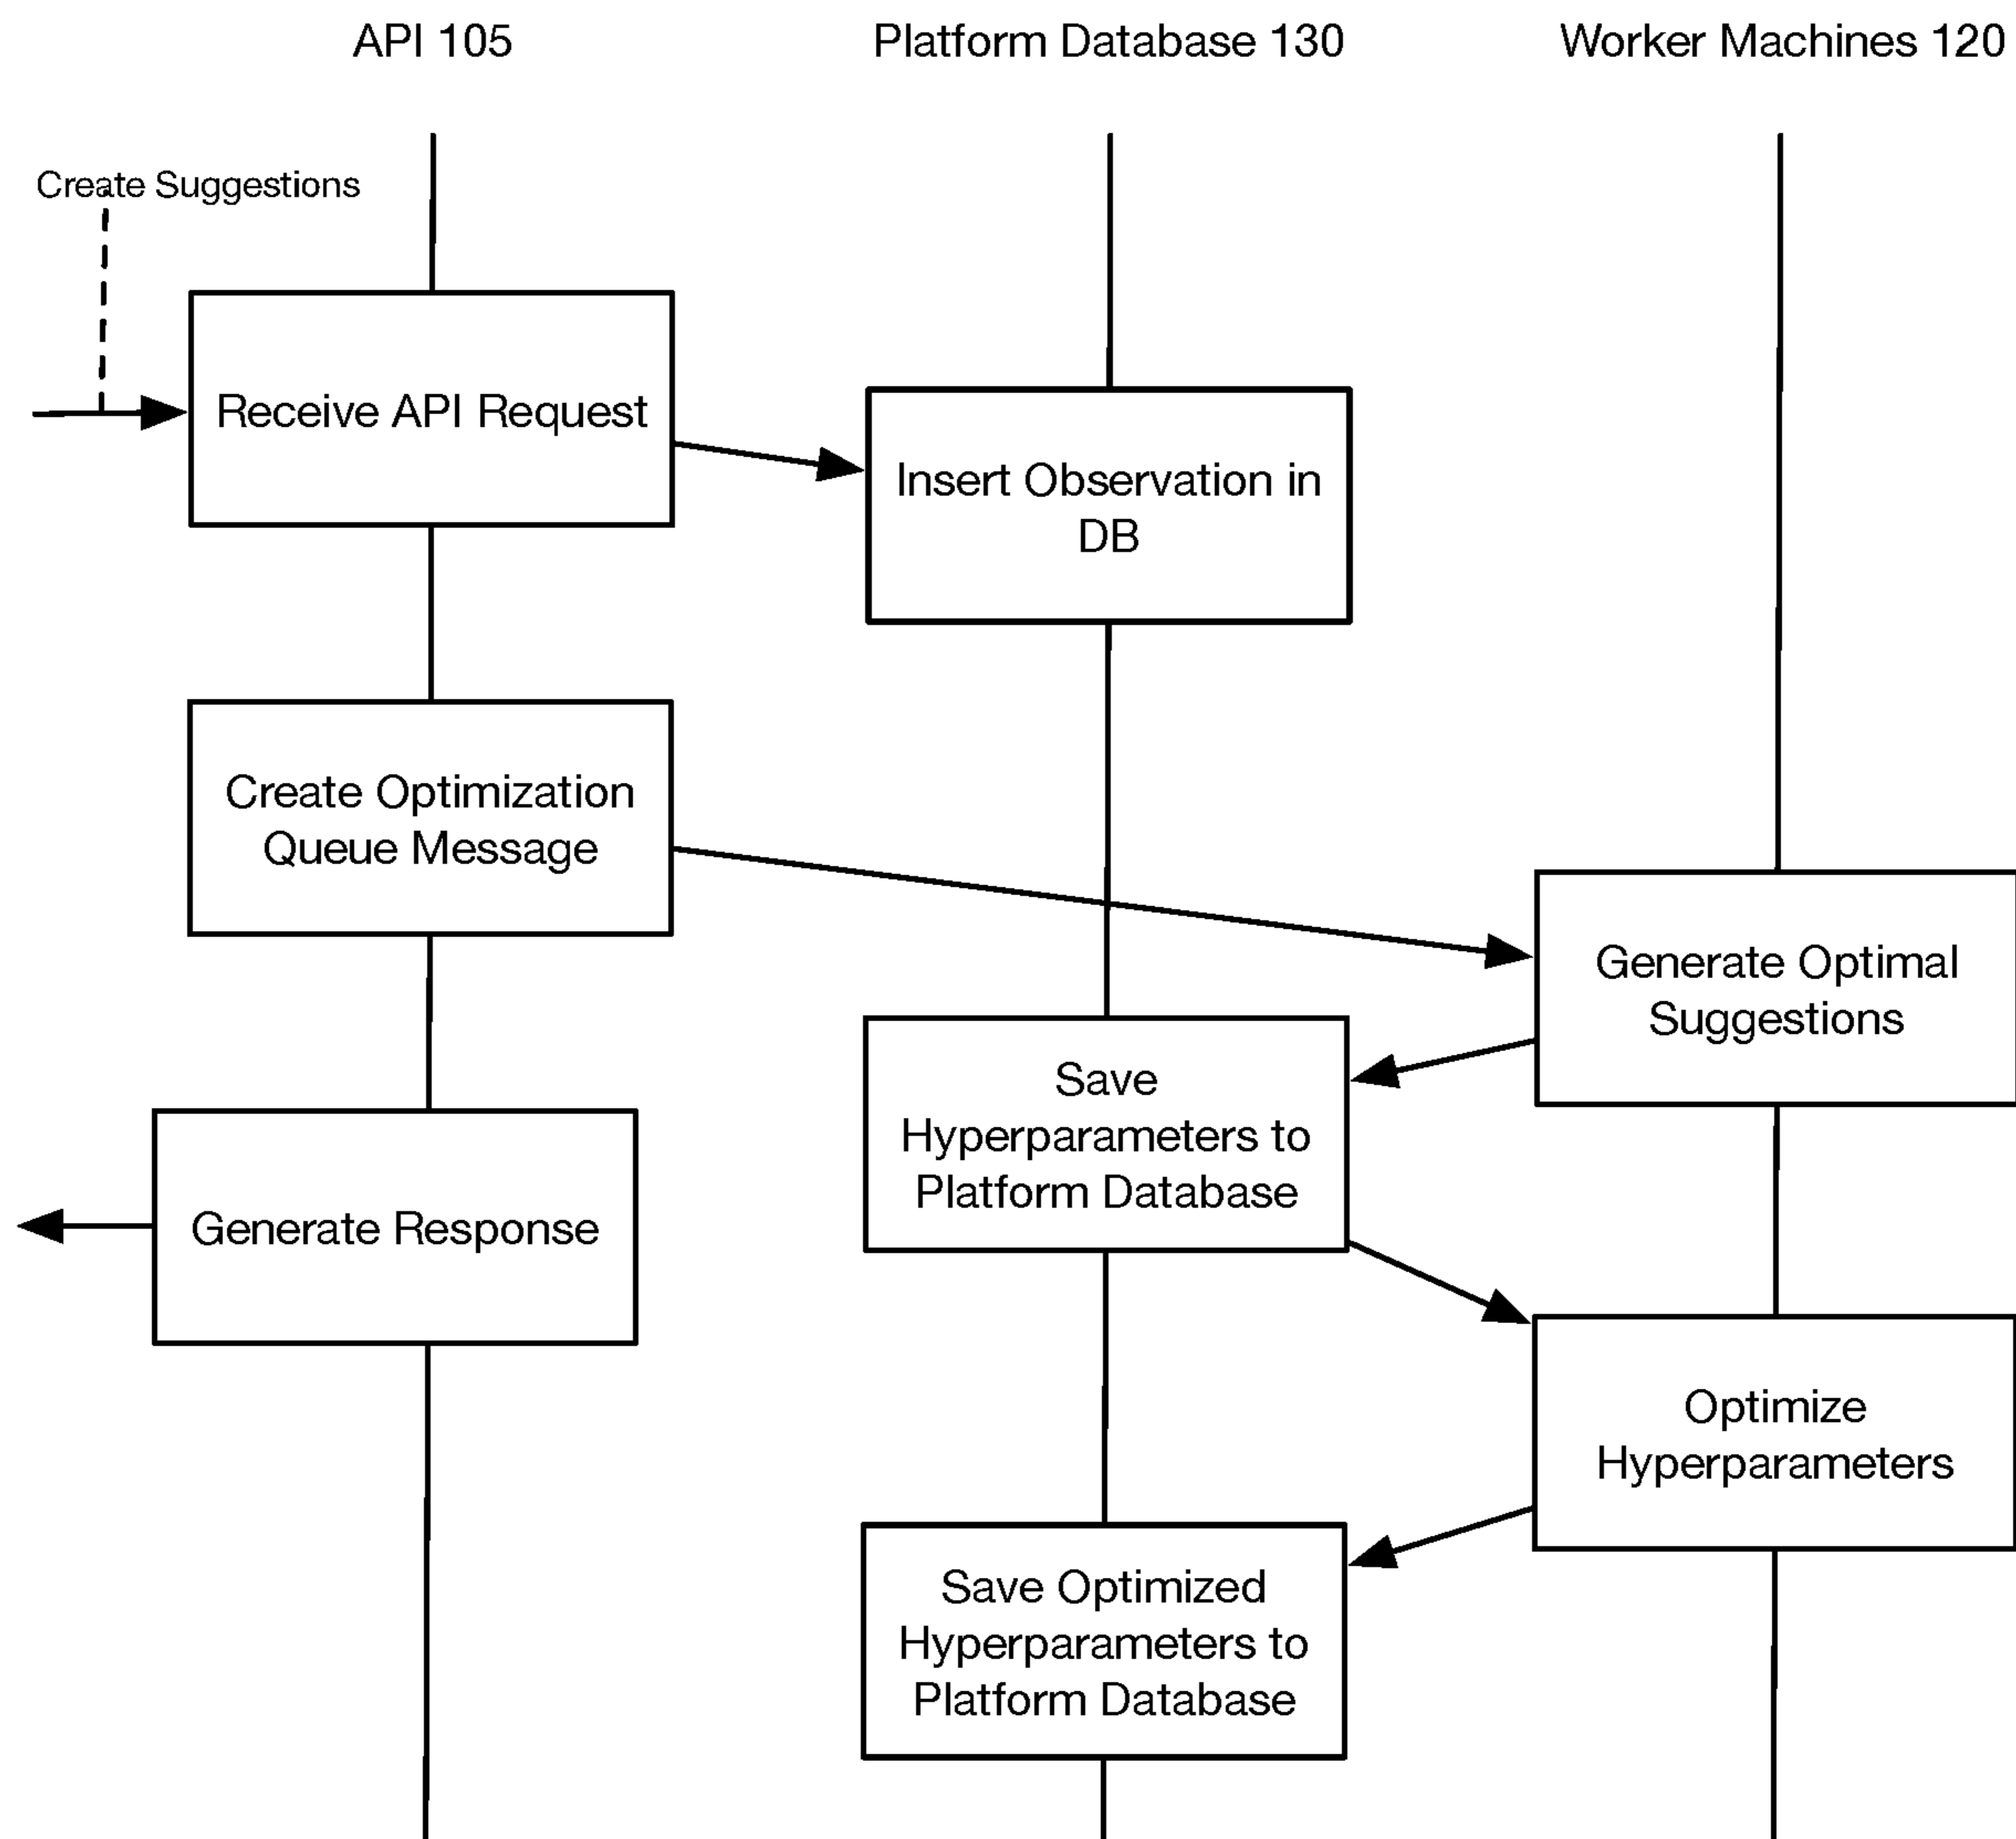 API 105
Platform Database 130
Worker Machines 120
Create Suggestions
Receive API Request
Insert Observation in
DB
Create Optimization
Queue Message
Generate Optimal
Suggestions
Save
Hyperparameters to
Platform Database
Generate Response
Optimize
Hyperparameters
Save Optimized
Hyperparameters to
Platform Database